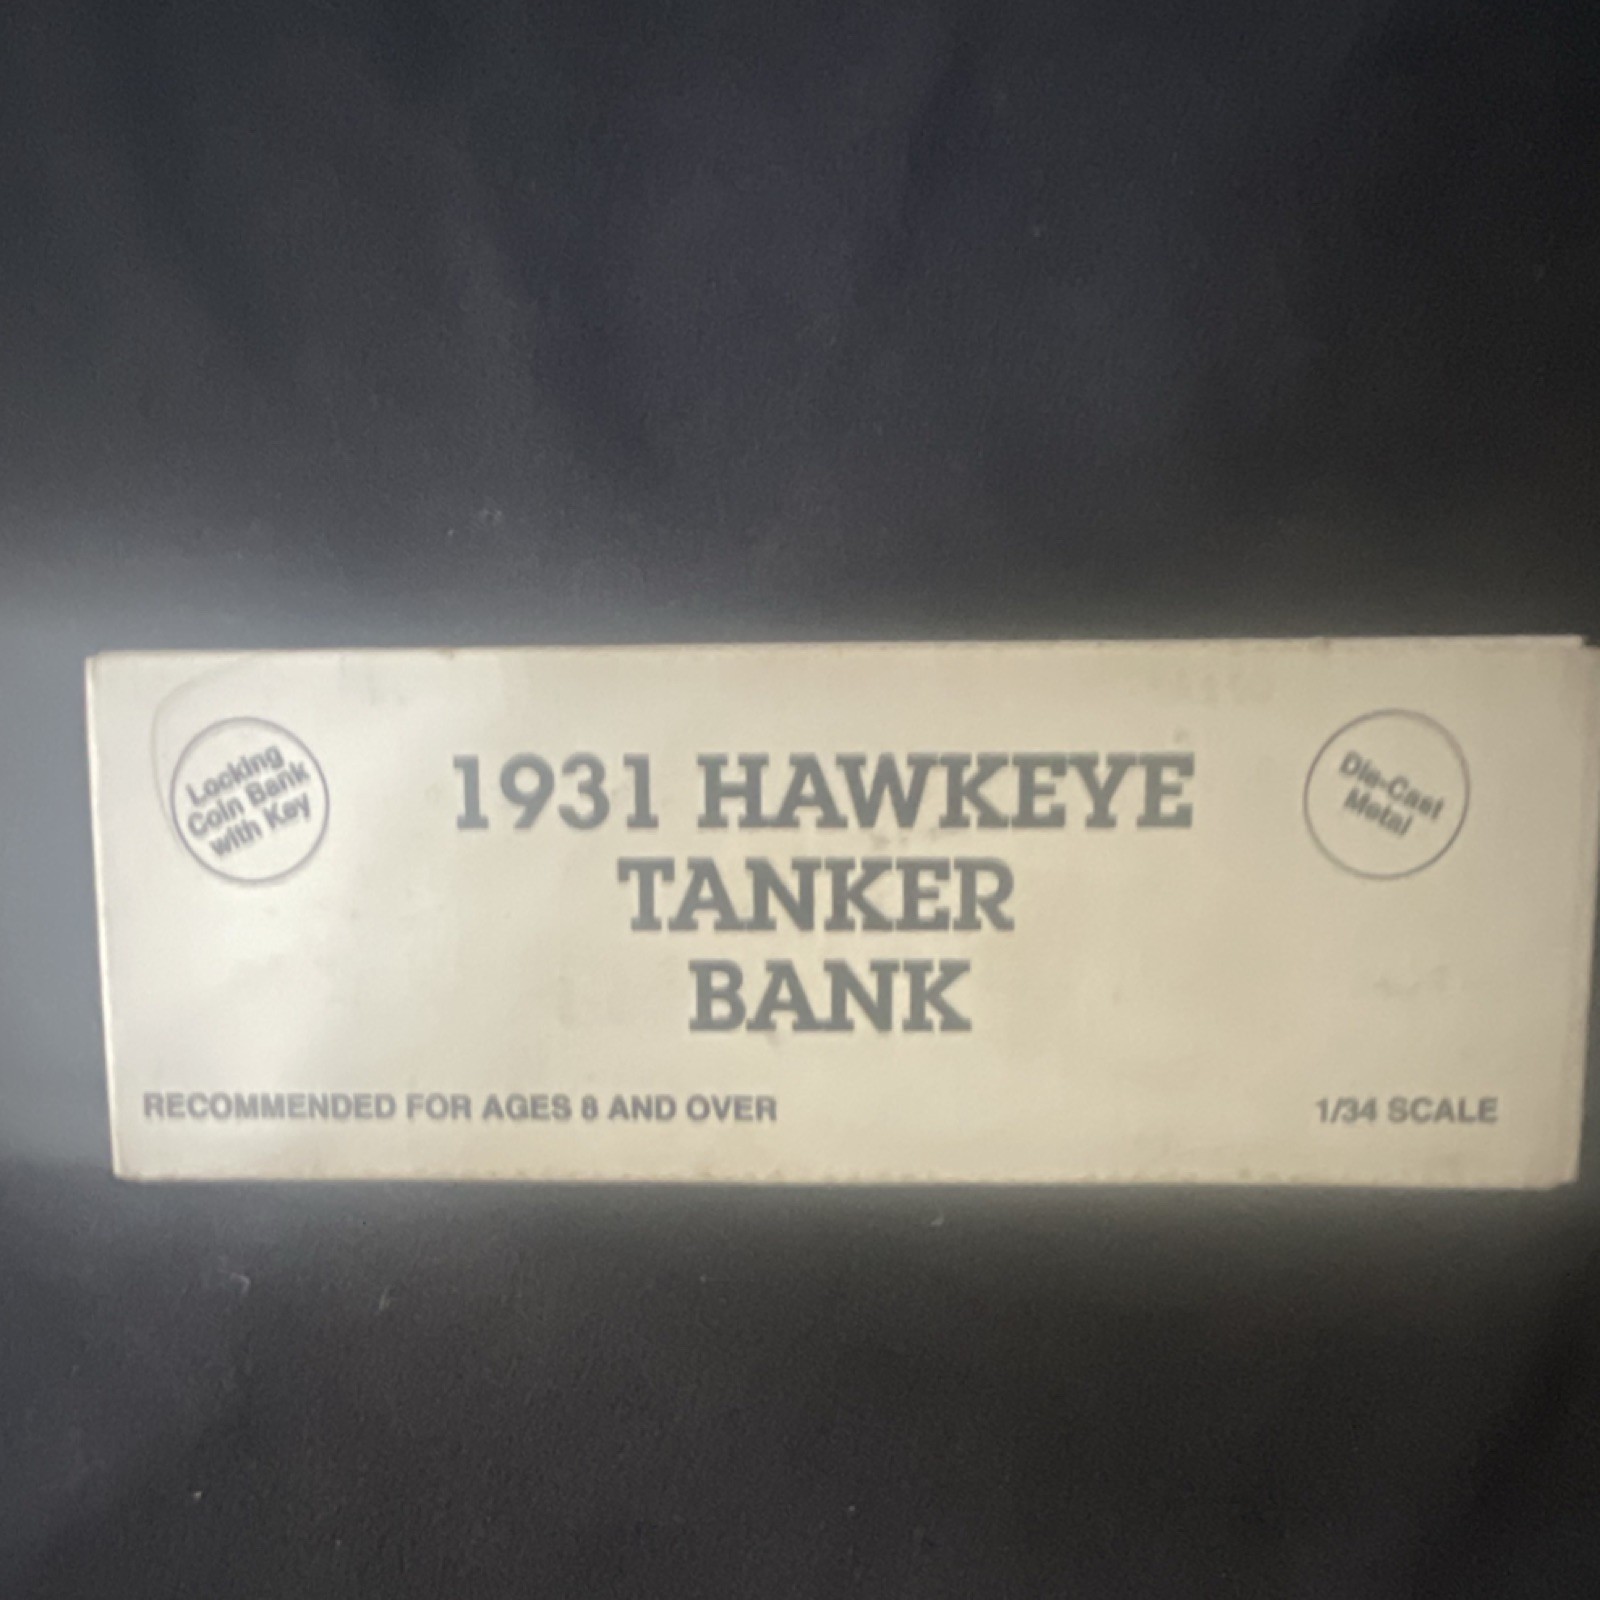 Locking
Coin Bank
with Key
1931 HAWKEYE
TANKER
BANK
Die-Cast
Metal
RECOMMENDED FOR AGES 8 AND OVER
1/34 SCALE